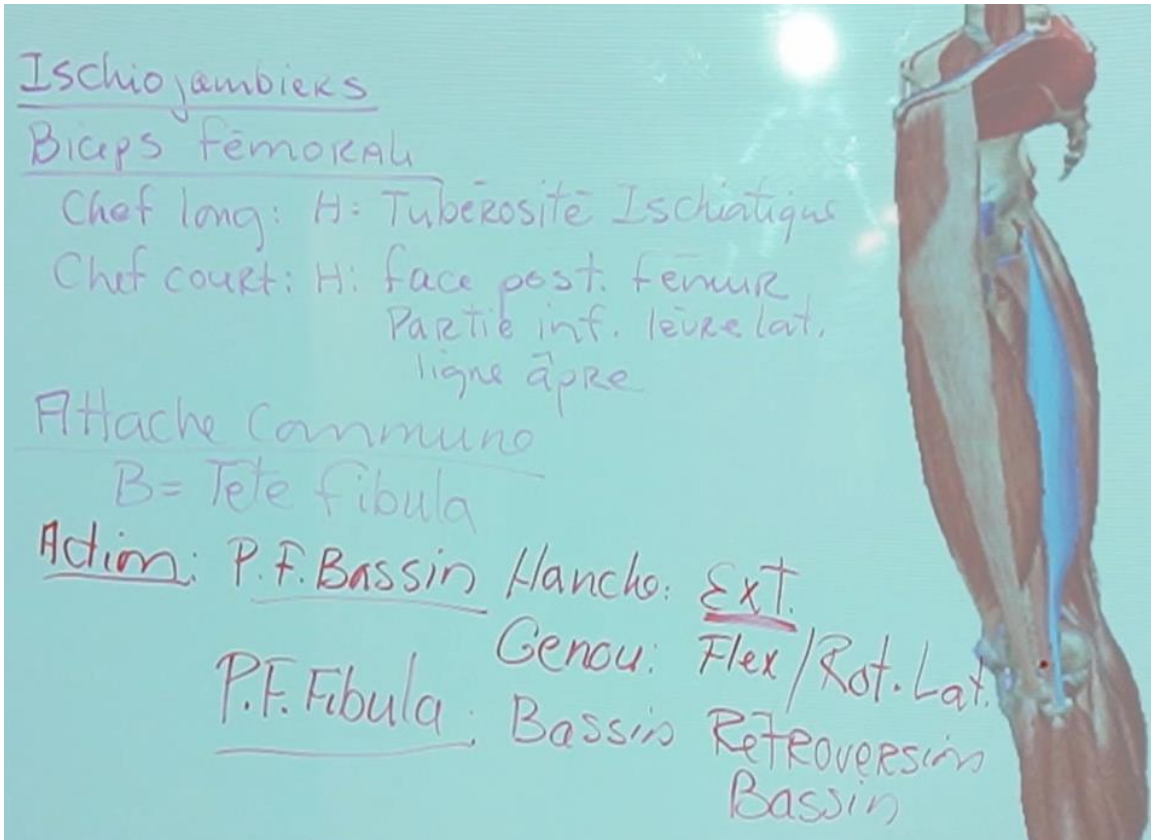 Ischiojambiers
Biceps fémoral
Chef long: H: Tubérosité Ischiatique
Chef court: H: face post. fémur
Partie inf. lèvre lat.
ligne âpre
Attache Commune
B= Tete fibula
Action: P.F. Bassin Hanche: Ext.
Genou: Flex/Rot. Lat.
P.F. Fibula: Bassin Rétroversion
Bassin